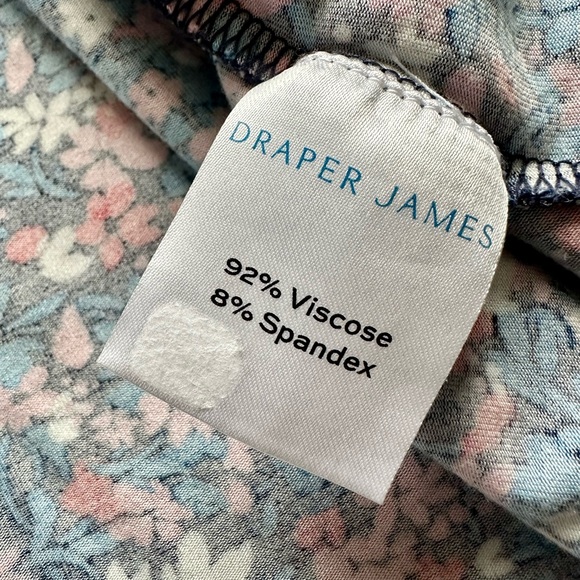 DRAPER JAMES
92% Viscose
8% Spandex